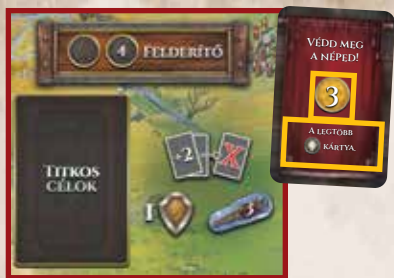 4 FELDERÍTŐ
TITKOS
CÉLOK
+2 X
1 3
VÉDD MEG
A NÉPED!
3
A LEGTÖBB
KÁRTYA.